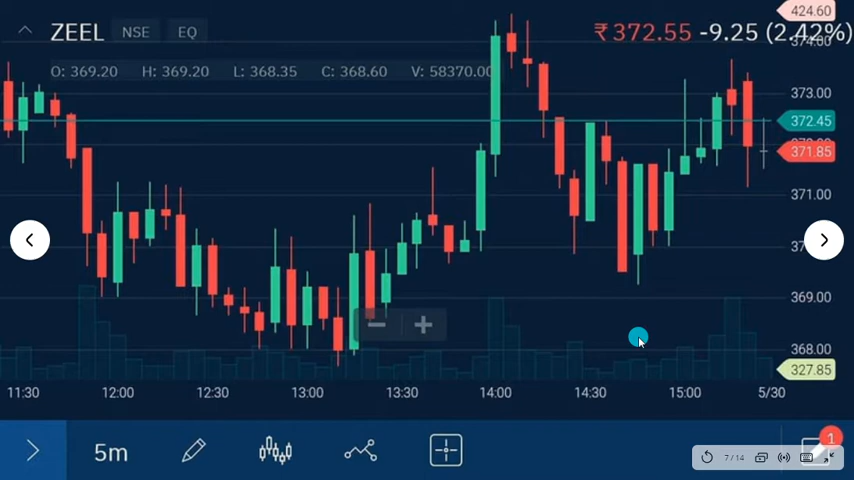 424.60
ZEEL NSE EQ ₹372.55 -9.25 (2.42%)
374.00
O: 369.20 H: 369.20 L: 368.35 C: 368.60 V: 58370.00
373.00
372.45
371.85
371.00
369.00
368.00
327.85
11:30 12:00 12:30 13:00 13:30 14:00 14:30 15:00 5/30
5m
1
7 / 14